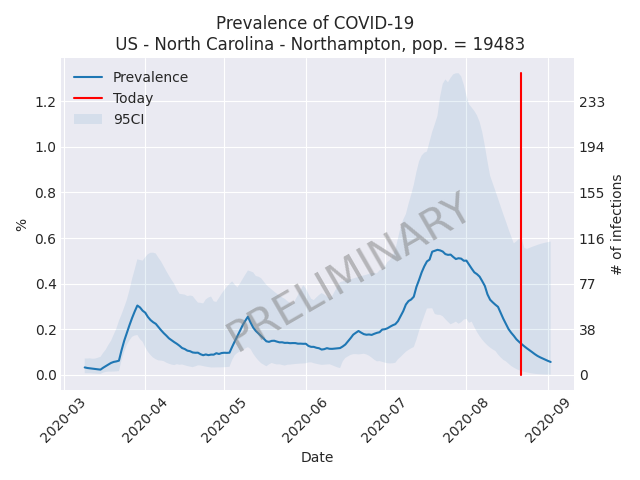 Prevalence of COVID-19
US - North Carolina - Northampton, pop. = 19483
Prevalence
Today
95CI
PRELIMINARY
%
1.2
1.0
0.8
0.6
0.4
0.2
0.0
233
194
155
116
77
38
0
# of infections
2020-03
2020-04
2020-05
2020-06
2020-07
2020-08
2020-09
Date